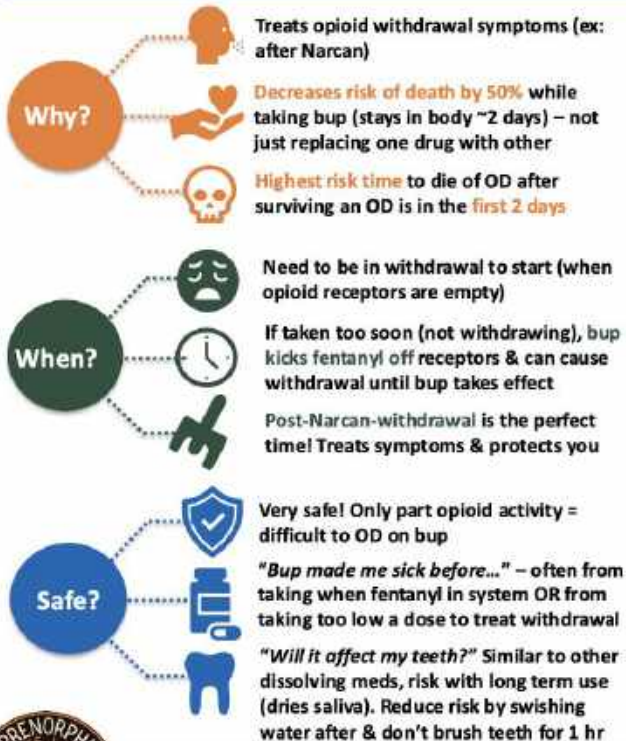 Why?
Treats opioid withdrawal symptoms (ex:
after Narcan)
Decreases risk of death by 50% while
taking bup (stays in body ~2 days) – not
just replacing one drug with other
Highest risk time to die of OD after
surviving an OD is in the first 2 days
When?
Need to be in withdrawal to start (when
opioid receptors are empty)
If taken too soon (not withdrawing), bup
kicks fentanyl off receptors & can cause
withdrawal until bup takes effect
Post-Narcan-withdrawal is the perfect
time! Treats symptoms & protects you
Safe?
Very safe! Only part opioid activity =
difficult to OD on bup
"Bup made me sick before…" – often from
taking when fentanyl in system OR from
taking too low a dose to treat withdrawal
"Will it affect my teeth?" Similar to other
dissolving meds, risk with long term use
(dries saliva). Reduce risk by swishing
water after & don't brush teeth for 1 hr